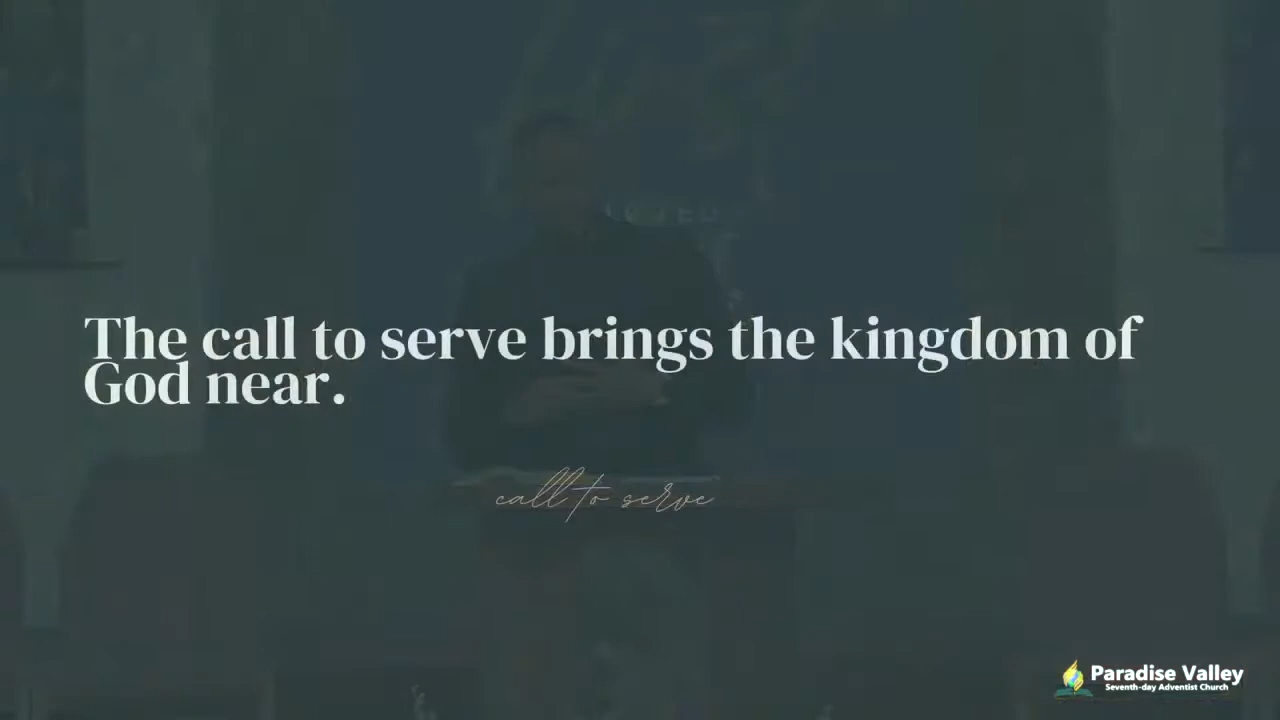 The call to serve brings the kingdom of
God near.
call to serve
Paradise Valley
Seventh-day Adventist Church